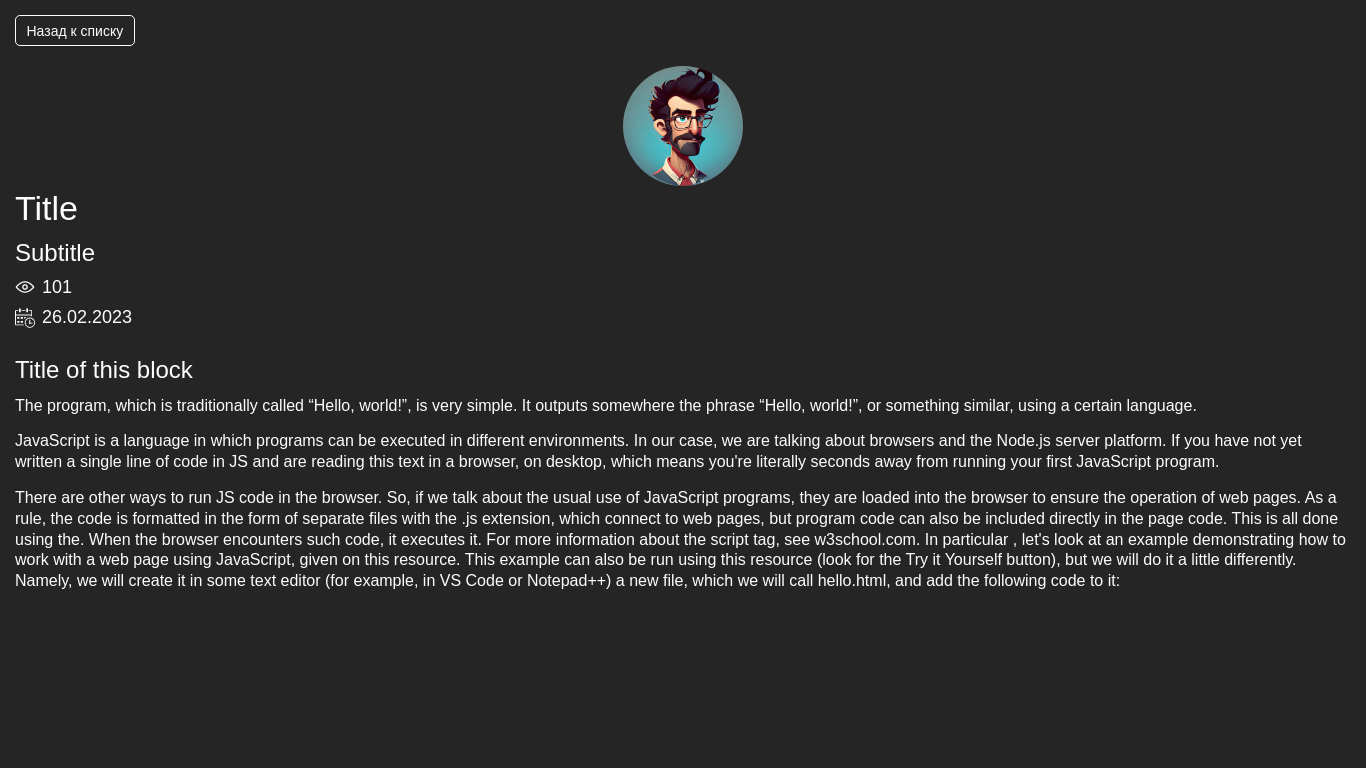 Назад к списку
Title
Subtitle
101
26.02.2023
Title of this block
The program, which is traditionally called “Hello, world!”, is very simple. It outputs somewhere the phrase “Hello, world!”, or something similar, using a certain language.
JavaScript is a language in which programs can be executed in different environments. In our case, we are talking about browsers and the Node.js server platform. If you have not yet
written a single line of code in JS and are reading this text in a browser, on desktop, which means you're literally seconds away from running your first JavaScript program.
There are other ways to run JS code in the browser. So, if we talk about the usual use of JavaScript programs, they are loaded into the browser to ensure the operation of web pages. As a
rule, the code is formatted in the form of separate files with the .js extension, which connect to web pages, but program code can also be included directly in the page code. This is all done
using the. When the browser encounters such code, it executes it. For more information about the script tag, see w3school.com. In particular , let's look at an example demonstrating how to
work with a web page using JavaScript, given on this resource. This example can also be run using this resource (look for the Try it Yourself button), but we will do it a little differently.
Namely, we will create it in some text editor (for example, in VS Code or Notepad++) a new file, which we will call hello.html, and add the following code to it: